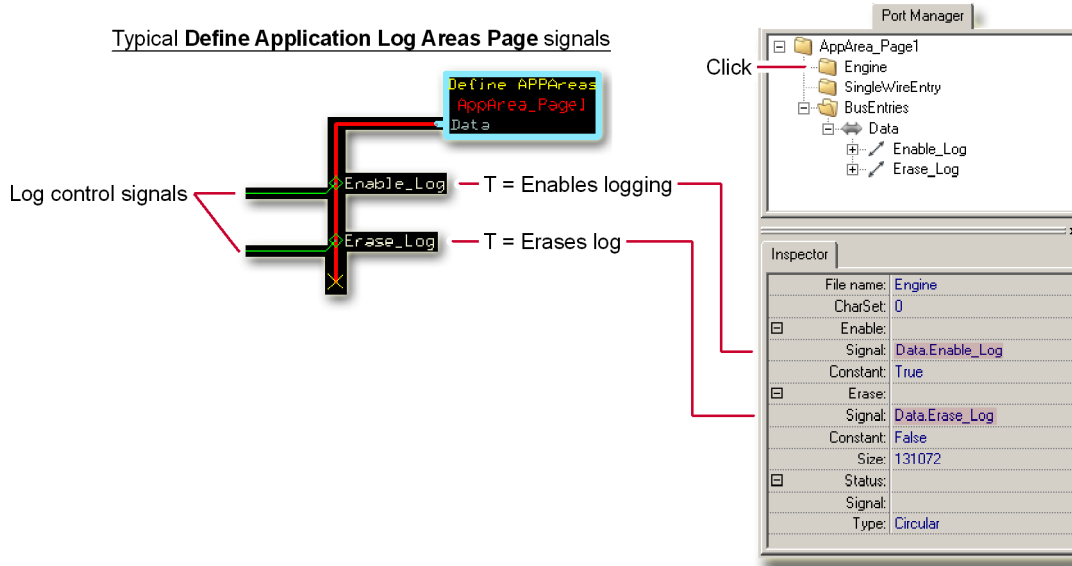 Typical Define Application Log Areas Page signals
Define APPAreas
AppArea_Page1
Data
Log control signals
Enable_Log
T = Enables logging
Erase_Log
T = Erases log
Port Manager
Click
AppArea_Page1
Engine
SingleWireEntry
BusEntries
Data
Enable_Log
Erase_Log
Inspector
File name: Engine
CharSet: 0
Enable:
Signal: Data.Enable_Log
Constant: True
Erase:
Signal: Data.Erase_Log
Constant: False
Size: 131072
Status:
Signal:
Type: Circular